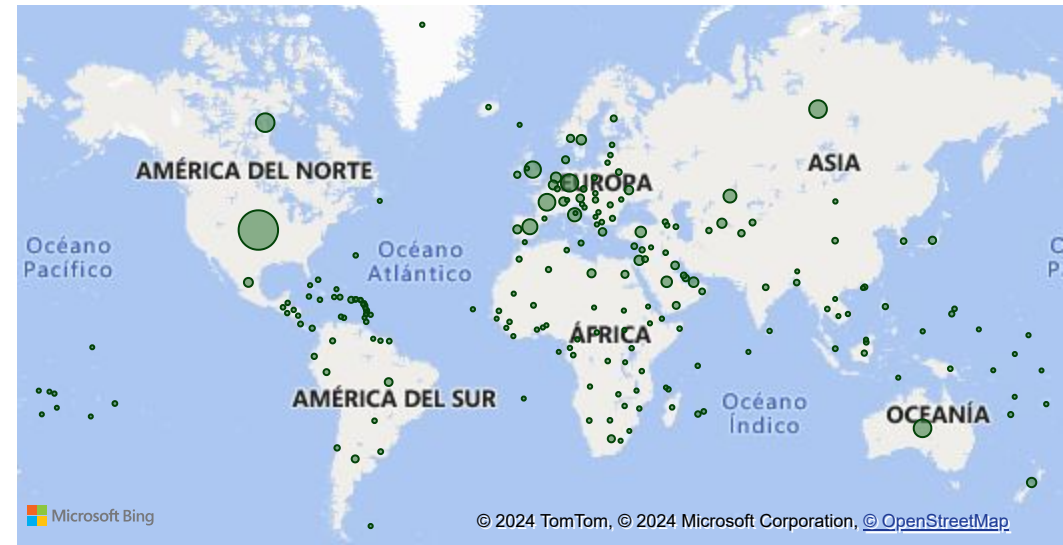 AMÉRICA DEL NORTE
ASIA
EUROPA
Océano
Pacífico
Océano
Atlántico
ÁFRICA
AMÉRICA DEL SUR
Océano
Índico
OCEANÍA
Microsoft Bing
© 2024 TomTom, © 2024 Microsoft Corporation, © OpenStreetMap